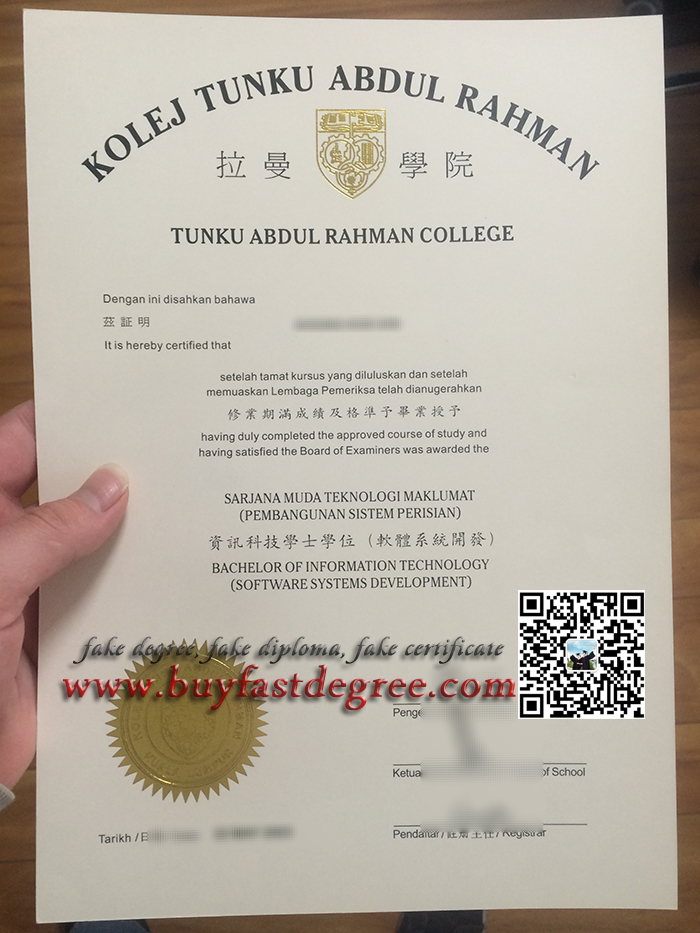 KOLEJ TUNKU ABDUL RAHMAN
拉曼 學院
TUNKU ABDUL RAHMAN COLLEGE
Dengan ini disahkan bahawa
茲証明
It is hereby certified that
setelah tamat kursus yang diluluskan dan setelah
memuaskan Lembaga Pemeriksa telah dianugerahkan
修業期滿成績及格準予畢業授予
having duly completed the approved course of study and
having satisfied the Board of Examiners was awarded the
SARJANA MUDA TEKNOLOGI MAKLUMAT
(PEMBANGUNAN SISTEM PERISIAN)
資訊科技學士學位（軟體系統開發）
BACHELOR OF INFORMATION TECHNOLOGY
(SOFTWARE SYSTEMS DEVELOPMENT)
fake degree, fake diploma, fake certificate
www.buyfastdegree.com
Ketua of School
Pendaftar / 註冊主任 / Registrar
Tarikh /